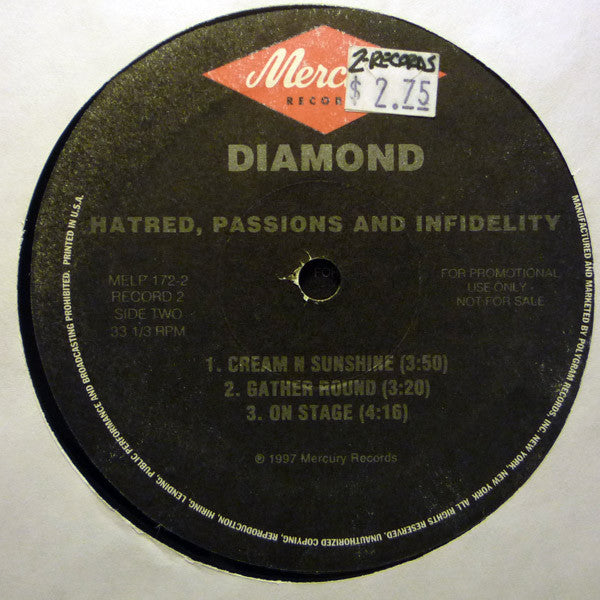 Merc
RECOR
2-RECORDS
$ 2.75
DIAMOND
HATRED, PASSIONS AND INFIDELITY
MELP 172-2
RECORD 2
SIDE TWO
33 1/3 RPM
FOR PROMOTIONAL
USE ONLY -
NOT FOR SALE
1. CREAM N SUNSHINE (3:50)
2. GATHER ROUND (3:20)
3. ON STAGE (4:16)
℗ 1997 Mercury Records
MANUFACTURED AND MARKETED BY POLYGRAM RECORDS, INC. NEW YORK, NEW YORK ALL RIGHTS RESERVED. UNAUTHORIZED COPYING, REPRODUCTION, HIRING, LENDING, PUBLIC PERFORMANCE AND BROADCASTING PROHIBITED. PRINTED IN U.S.A.